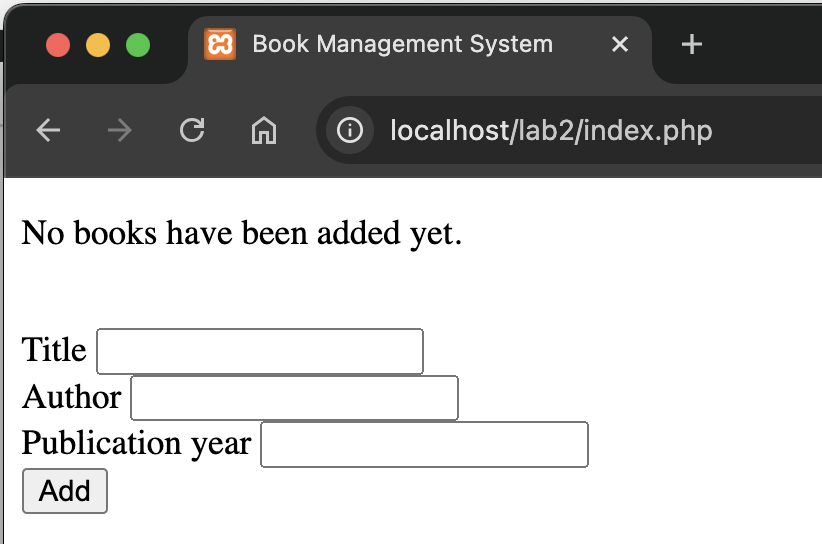 Book Management System
localhost/lab2/index.php
No books have been added yet.
Title
Author
Publication year
Add